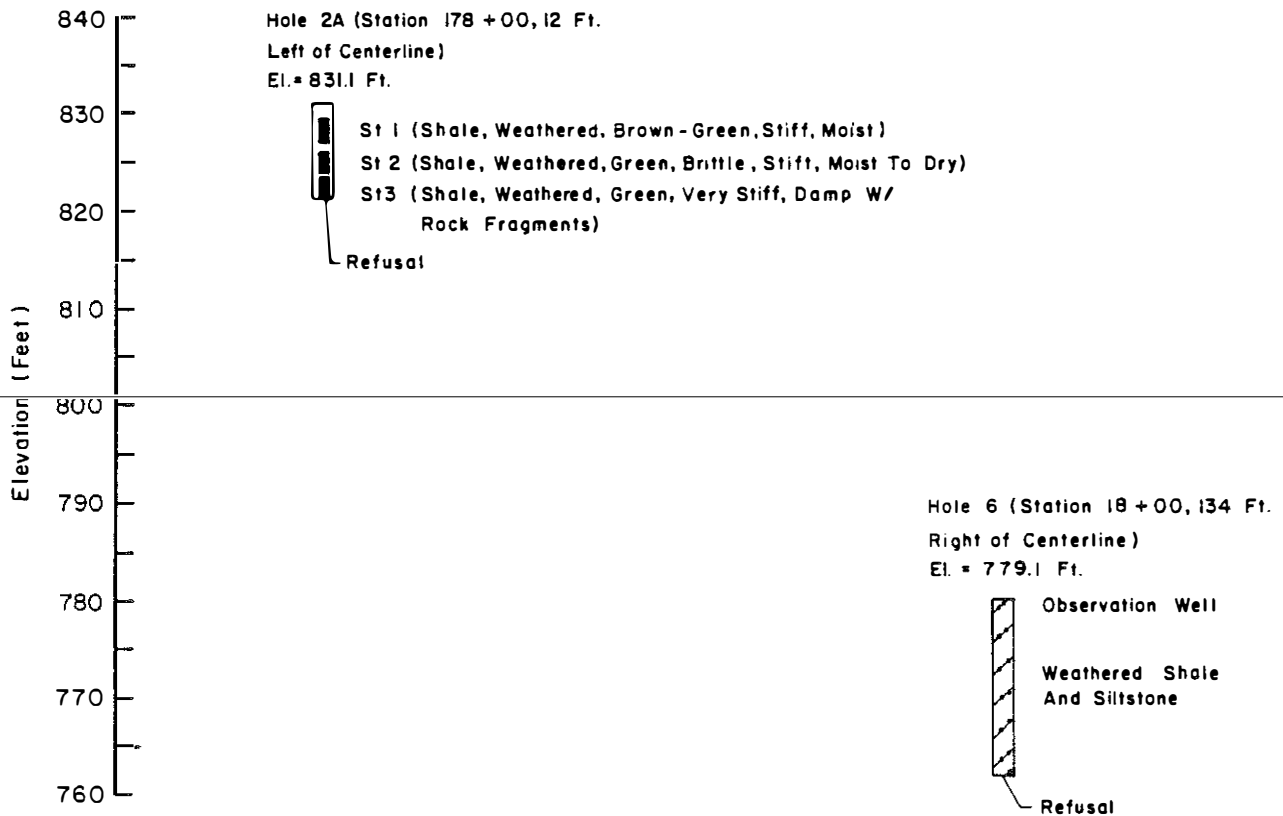 840
Hole 2A (Station 178 + 00, 12 Ft.
Left of Centerline)
El. = 831.1 Ft.
830
St 1 (Shale, Weathered, Brown - Green, Stiff, Moist)
St 2 (Shale, Weathered, Green, Brittle, Stift, Moist To Dry)
820
St3 (Shale, Weathered, Green, Very Stiff, Damp W/
Rock Fragments)
Refusal
810
Elevation (Feet)
800
790
Hole 6 (Station 18 + 00, 134 Ft.
Right of Centerline)
El. = 779.1 Ft.
780
Observation Well
770
Weathered Shale
And Siltstone
760
Refusal